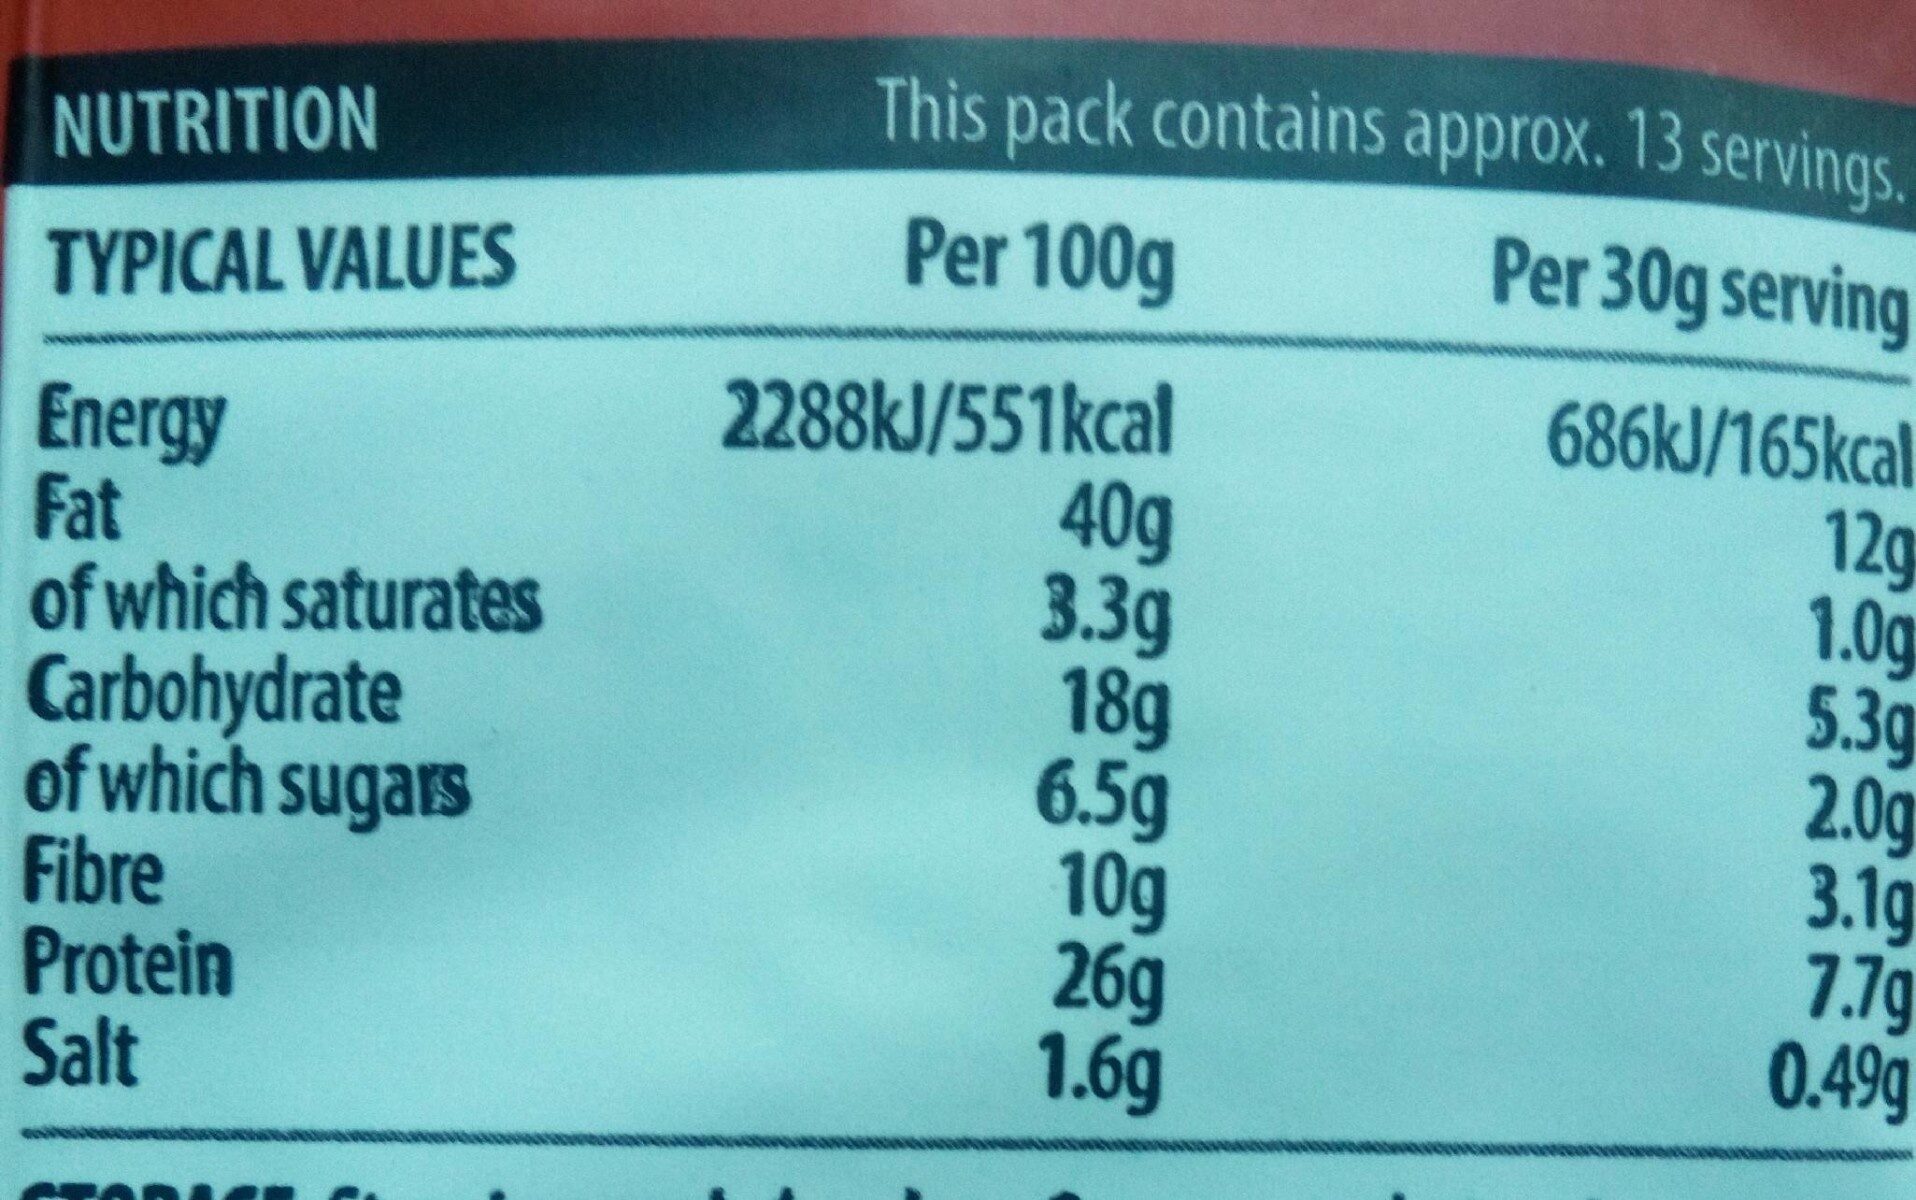 NUTRITION This pack contains approx. 13 servings.
TYPICAL VALUES Per 100g Per 30g serving
Energy 2288kJ/551kcal 686kJ/165kcal
Fat 40g 12g
of which saturates 3.3g 1.0g
Carbohydrate 18g 5.3g
of which sugars 6.5g 2.0g
Fibre 10g 3.1g
Protein 26g 7.7g
Salt 1.6g 0.49g